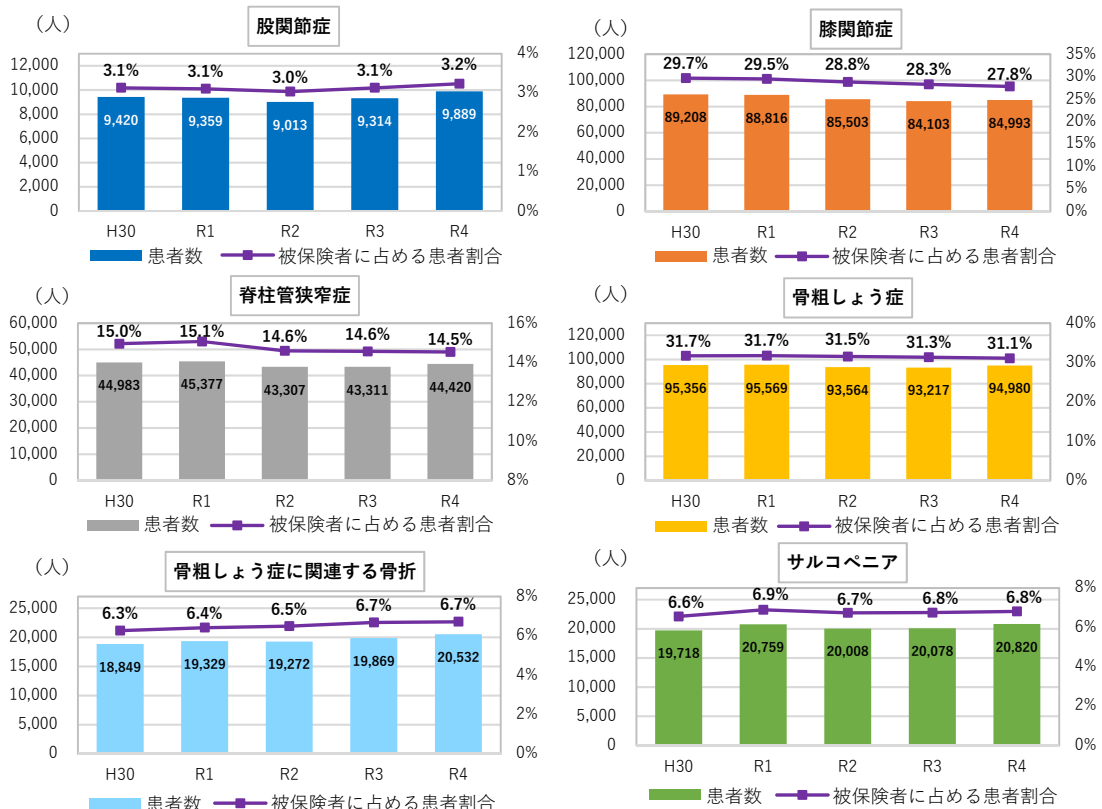 （人）
股関節症
12,000
10,000
8,000
6,000
4,000
2,000
0
4%
3%
2%
1%
0%
3.1% 3.1% 3.0% 3.1% 3.2%
9,420 9,359 9,013 9,314 9,889
H30 R1 R2 R3 R4
患者数 被保険者に占める患者割合
（人）
膝関節症
120,000
100,000
80,000
60,000
40,000
20,000
0
35%
30%
25%
20%
15%
10%
5%
0%
29.7% 29.5% 28.8% 28.3% 27.8%
89,208 88,816 85,503 84,103 84,993
H30 R1 R2 R3 R4
患者数 被保険者に占める患者割合
（人）
脊柱管狭窄症
60,000
50,000
40,000
30,000
20,000
10,000
0
16%
14%
12%
10%
8%
15.0% 15.1% 14.6% 14.6% 14.5%
44,983 45,377 43,307 43,311 44,420
H30 R1 R2 R3 R4
患者数 被保険者に占める患者割合
（人）
骨粗しょう症
120,000
100,000
80,000
60,000
40,000
20,000
0
40%
30%
20%
10%
0%
31.7% 31.7% 31.5% 31.3% 31.1%
95,356 95,569 93,564 93,217 94,980
H30 R1 R2 R3 R4
患者数 被保険者に占める患者割合
（人）
骨粗しょう症に関連する骨折
25,000
20,000
15,000
10,000
5,000
0
8%
6%
4%
2%
0%
6.3% 6.4% 6.5% 6.7% 6.7%
18,849 19,329 19,272 19,869 20,532
H30 R1 R2 R3 R4
患者数 被保険者に占める患者割合
（人）
サルコペニア
25,000
20,000
15,000
10,000
5,000
0
8%
6%
4%
2%
0%
6.6% 6.9% 6.7% 6.8% 6.8%
19,718 20,759 20,008 20,078 20,820
H30 R1 R2 R3 R4
患者数 被保険者に占める患者割合